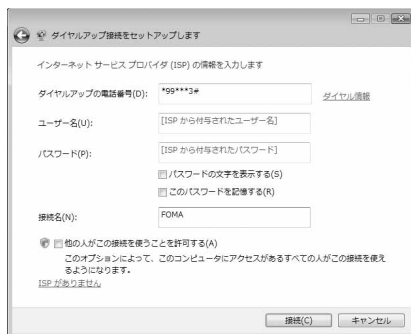 ダイヤルアップ接続をセットアップします
インターネット サービス プロバイダ (ISP) の情報を入力します
ダイヤルアップの電話番号(D): *99***3# ダイヤル情報
ユーザー名(U): [ISP から付与されたユーザー名]
パスワード(P): [ISP から付与されたパスワード]
パスワードの文字を表示する(S)
このパスワードを記憶する(R)
接続名(N): FOMA
他の人がこの接続を使うことを許可する(A)
このオプションによって、このコンピュータにアクセスがあるすべての人がこの接続を使え
るようになります。
ISP がありません
接続(C) キャンセル